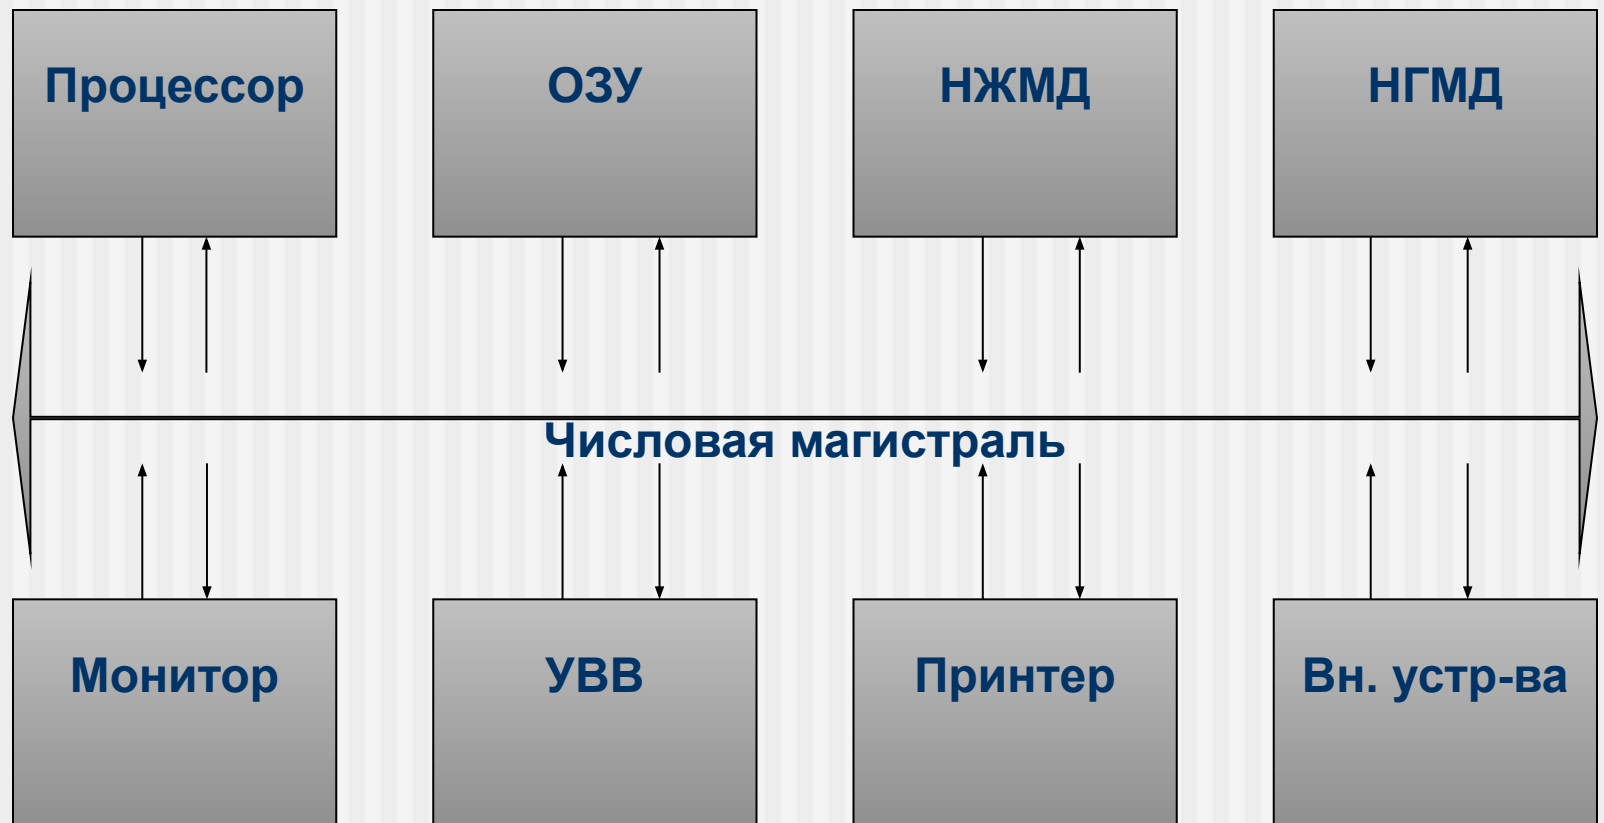 Процессор
ОЗУ
НЖМД
НГМД
Числовая магистраль
Монитор
УВВ
Принтер
Вн. устр-ва